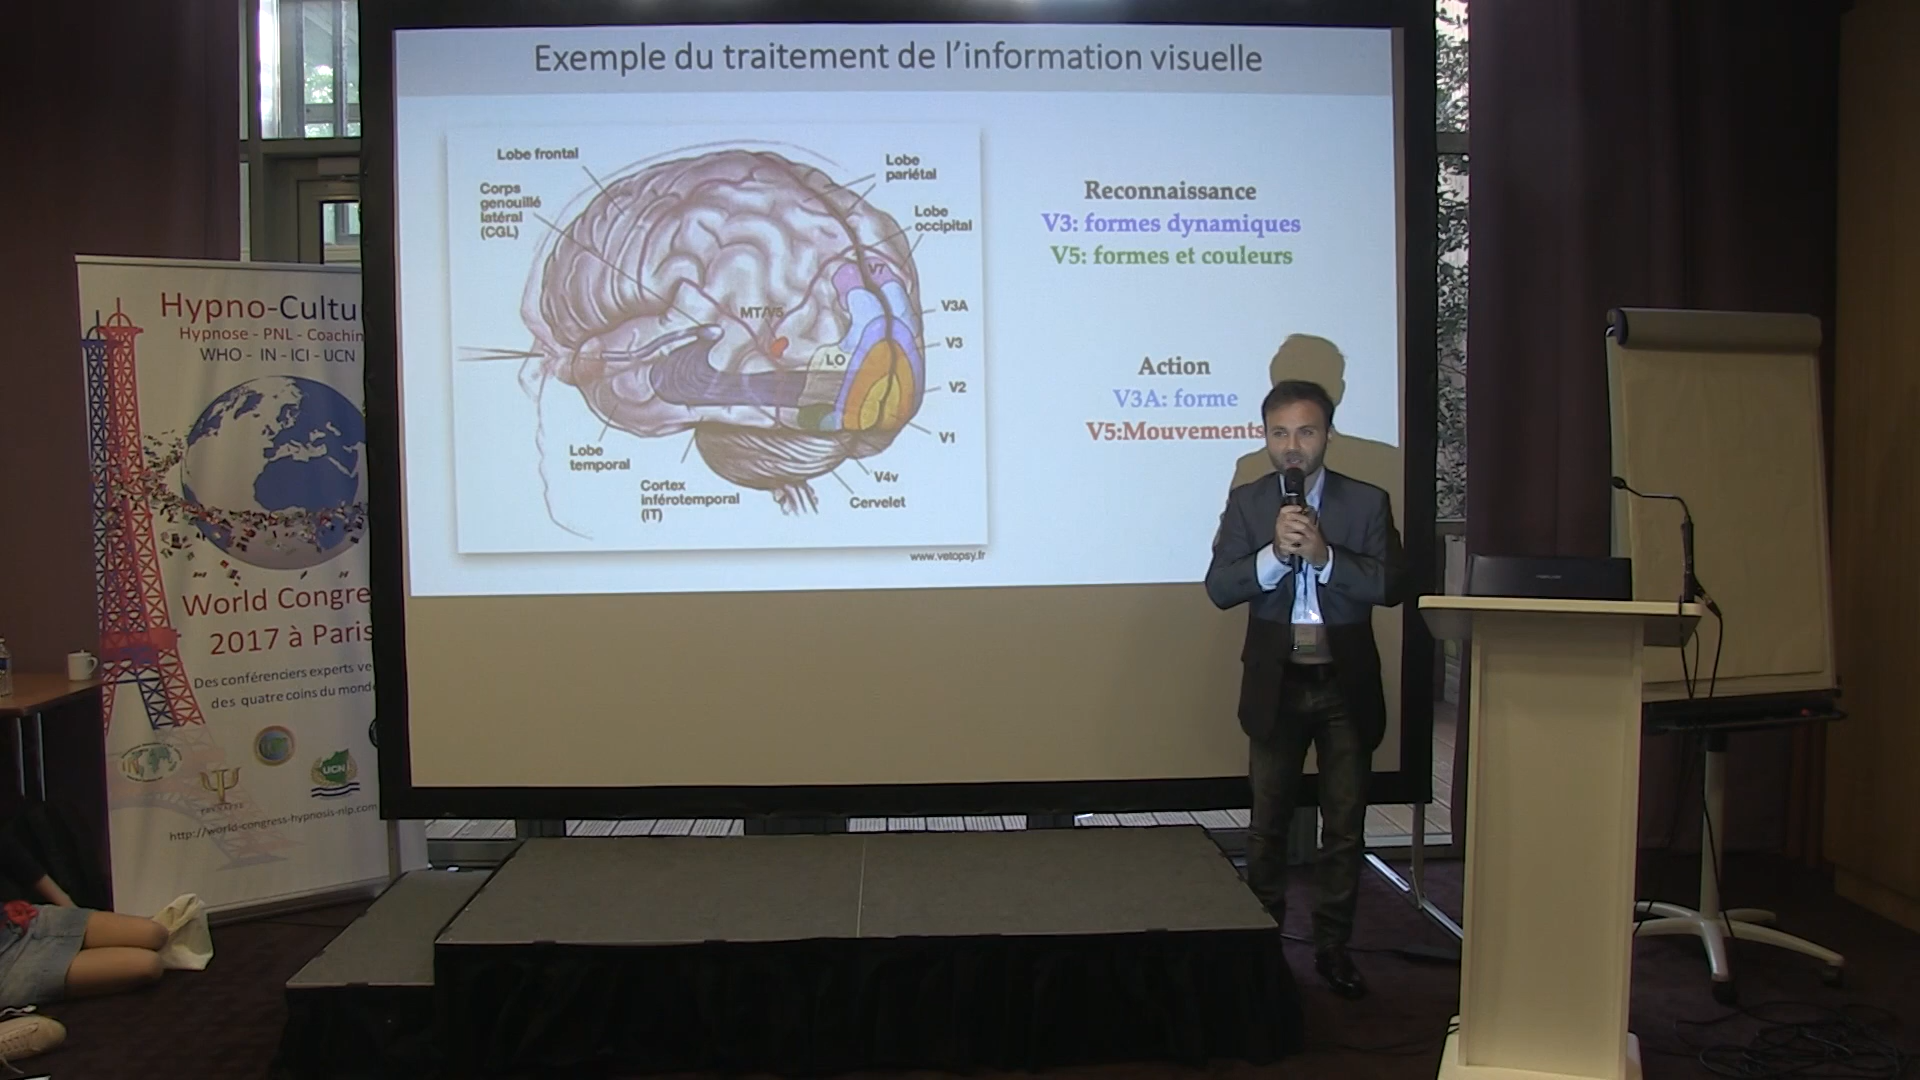 Exemple du traitement de l'information visuelle
Lobe frontal
Corps
genouillé
latéral
(CGL)
Lobe
pariétal
Lobe
occipital
V7
MT/V5
LO
V3A
V3
V2
V1
V4v
Cervelet
Lobe
temporal
Cortex
inférotemporal
(IT)
www.vetopsy.fr
Reconnaissance
V3: formes dynamiques
V5: formes et couleurs
Action
V3A: forme
V5:Mouvements
Hypno-Cultu
Hypnose - PNL - Coachin
WHO - IN - ICI - UCN
World Congre
2017 à Paris
Des conférenciers experts ve
des quatre coins du monde
UCN
http://world-congress-hypnosis-nlp.com